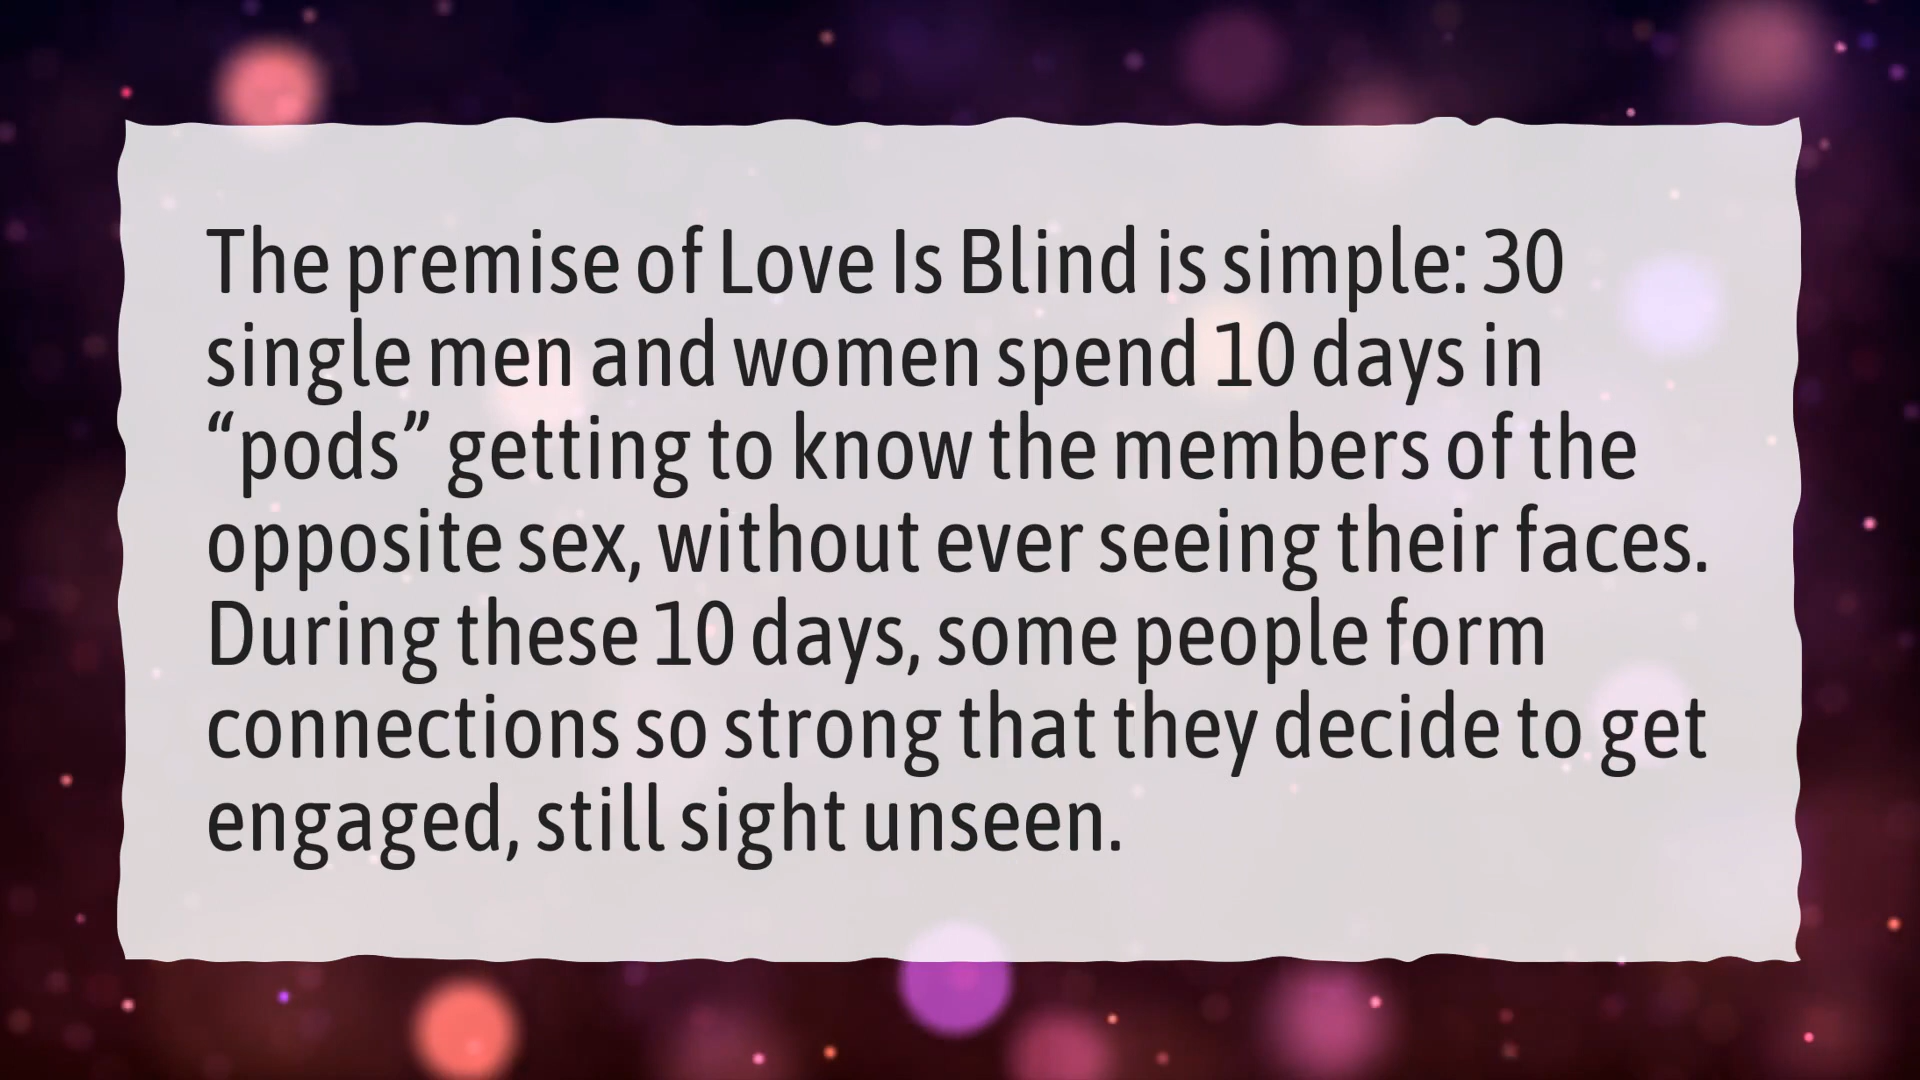 The premise of Love Is Blind is simple: 30
single men and women spend 10 days in
“pods” getting to know the members of the
opposite sex, without ever seeing their faces.
During these 10 days, some people form
connections so strong that they decide to get
engaged, still sight unseen.